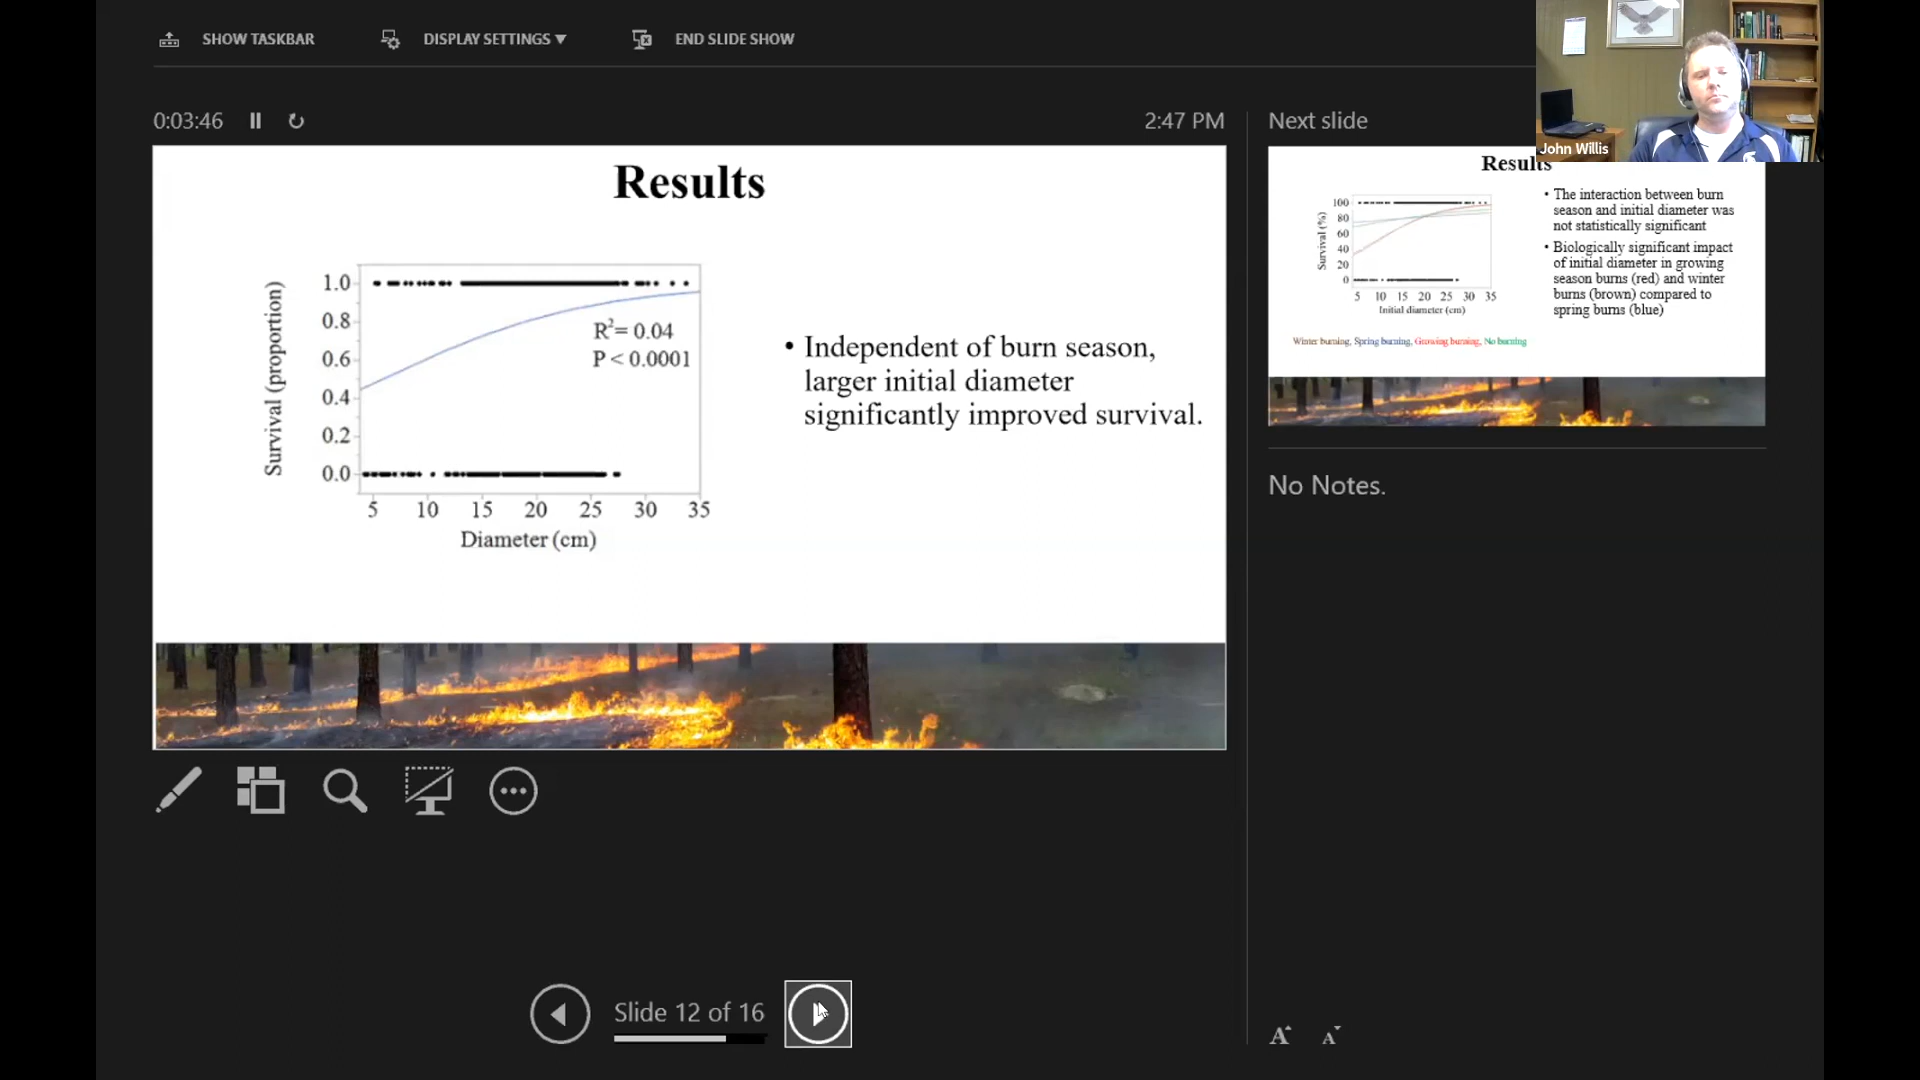 SHOW TASKBAR
DISPLAY SETTINGS ▼
END SLIDE SHOW
0:03:46
2:47 PM
Results
Survival (proportion)
1.0
0.8
0.6
0.4
0.2
0.0
R²= 0.04
P < 0.0001
5 10 15 20 25 30 35
Diameter (cm)
• Independent of burn season,
larger initial diameter
significantly improved survival.
Slide 12 of 16
Next slide
John Willis
Results
Survival (%)
100
80
60
40
20
0
5 10 15 20 25 30 35
Initial diameter (cm)
Winter burning, Spring burning, Growing burning, No burning
• The interaction between burn
season and initial diameter was
not statistically significant
• Biologically significant impact
of initial diameter in growing
season burns (red) and winter
burns (brown) compared to
spring burns (blue)
No Notes.
A A